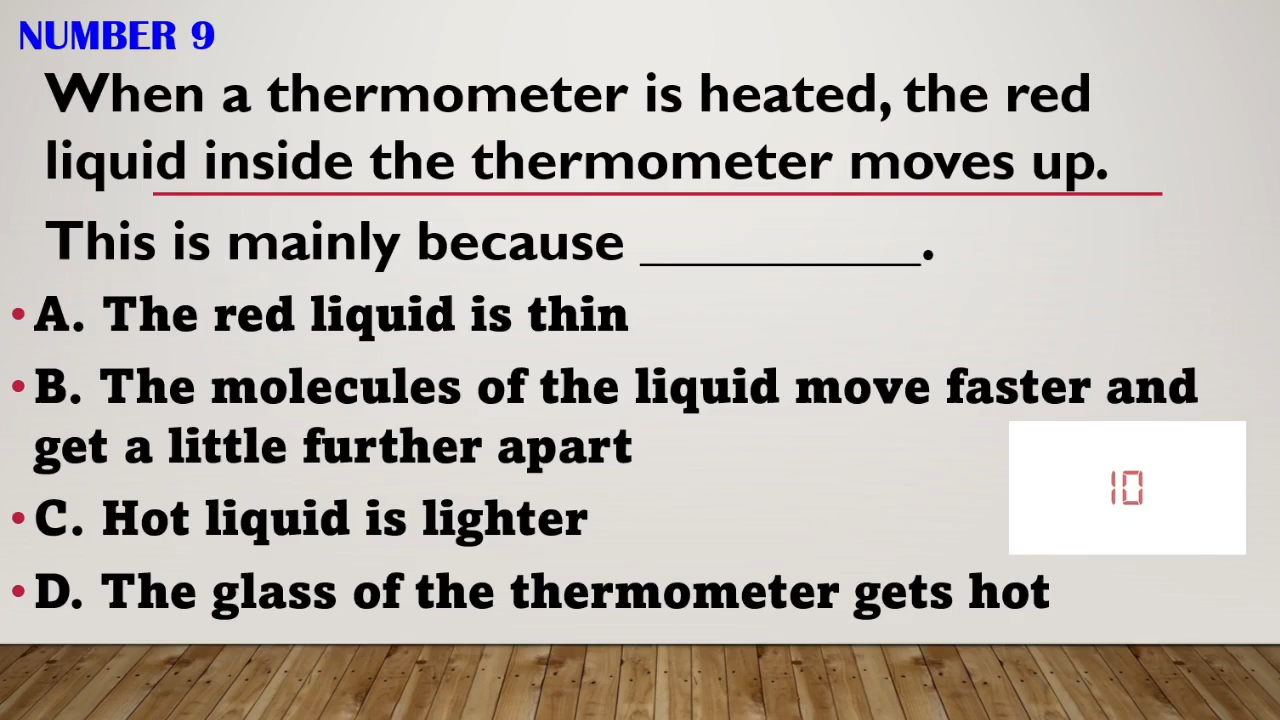 NUMBER 9
When a thermometer is heated, the red
liquid inside the thermometer moves up.
This is mainly because __________.
• A. The red liquid is thin
• B. The molecules of the liquid move faster and
get a little further apart
10
• C. Hot liquid is lighter
• D. The glass of the thermometer gets hot